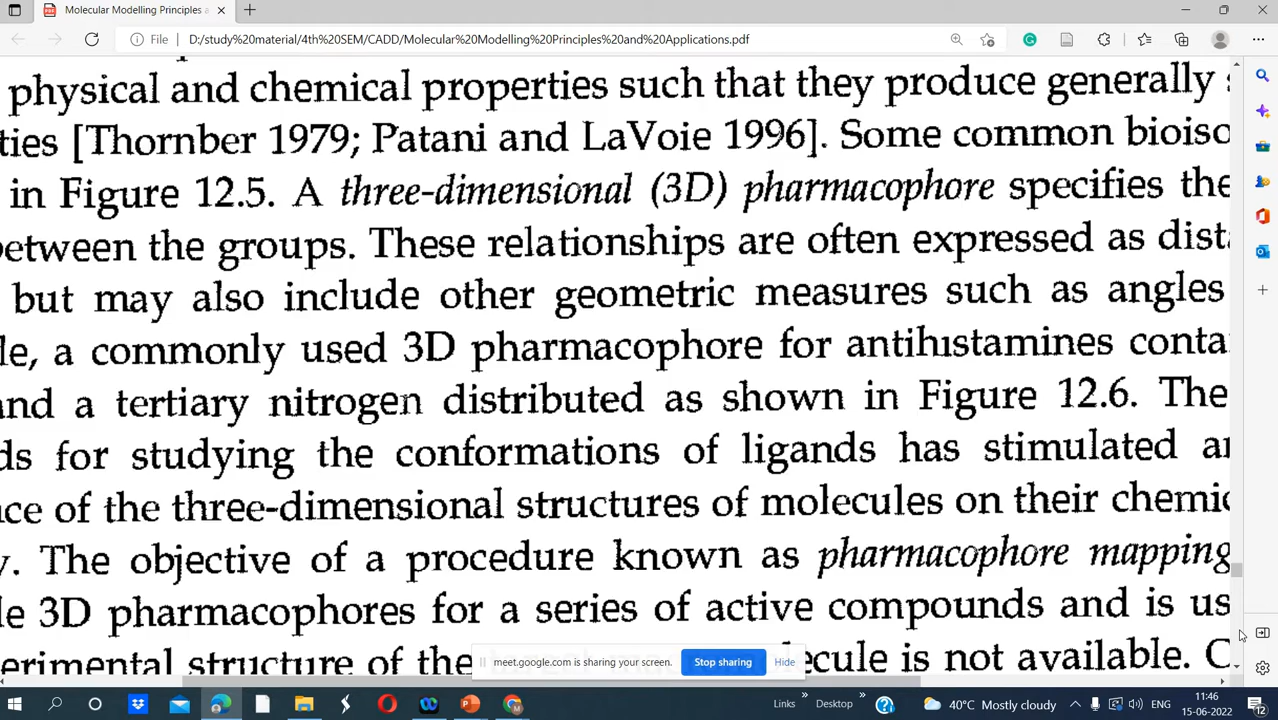 Molecular Modelling Principles a
File
D:/study%20material/4th%20SEM/CADD/Molecular%20Modelling%20Principles%20and%20Applications.pdf
physical and chemical properties such that they produce generally
ties [Thornber 1979; Patani and LaVoie 1996]. Some common bioiso
in Figure 12.5. A three-dimensional (3D) pharmacophore specifies the
between the groups. These relationships are often expressed as dista
but may also include other geometric measures such as angles
le, a commonly used 3D pharmacophore for antihistamines conta
and a tertiary nitrogen distributed as shown in Figure 12.6. The
ds for studying the conformations of ligands has stimulated an
ce of the three-dimensional structures of molecules on their chemic
y. The objective of a procedure known as pharmacophore mapping
le 3D pharmacophores for a series of active compounds and is us
erimental structure of the ecule is not available. C
meet.google.com is sharing your screen.
Stop sharing
Hide
Links
Desktop
40°C Mostly cloudy
ENG
11:46
15-06-2022
12